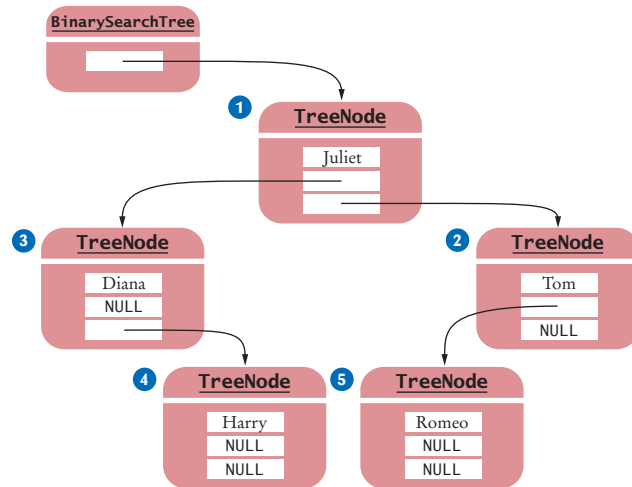 BinarySearchTree
1
TreeNode
Juliet
3
TreeNode
Diana
NULL
2
TreeNode
Tom
NULL
4
TreeNode
Harry
NULL
NULL
5
TreeNode
Romeo
NULL
NULL